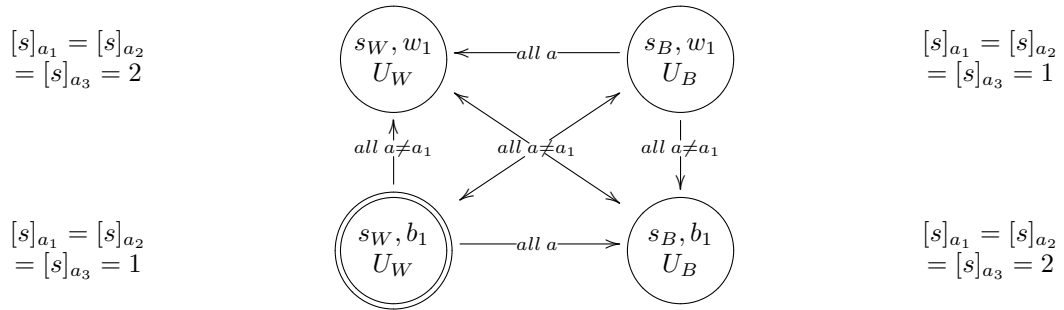 [s]_{a_1} = [s]_{a_2}
= [s]_{a_3} = 2
s_W, w_1
U_W
all a
s_B, w_1
U_B
[s]_{a_1} = [s]_{a_2}
= [s]_{a_3} = 1
all a≠a_1
all a≠a_1
all a≠a_1
[s]_{a_1} = [s]_{a_2}
= [s]_{a_3} = 1
s_W, b_1
U_W
all a
s_B, b_1
U_B
[s]_{a_1} = [s]_{a_2}
= [s]_{a_3} = 2